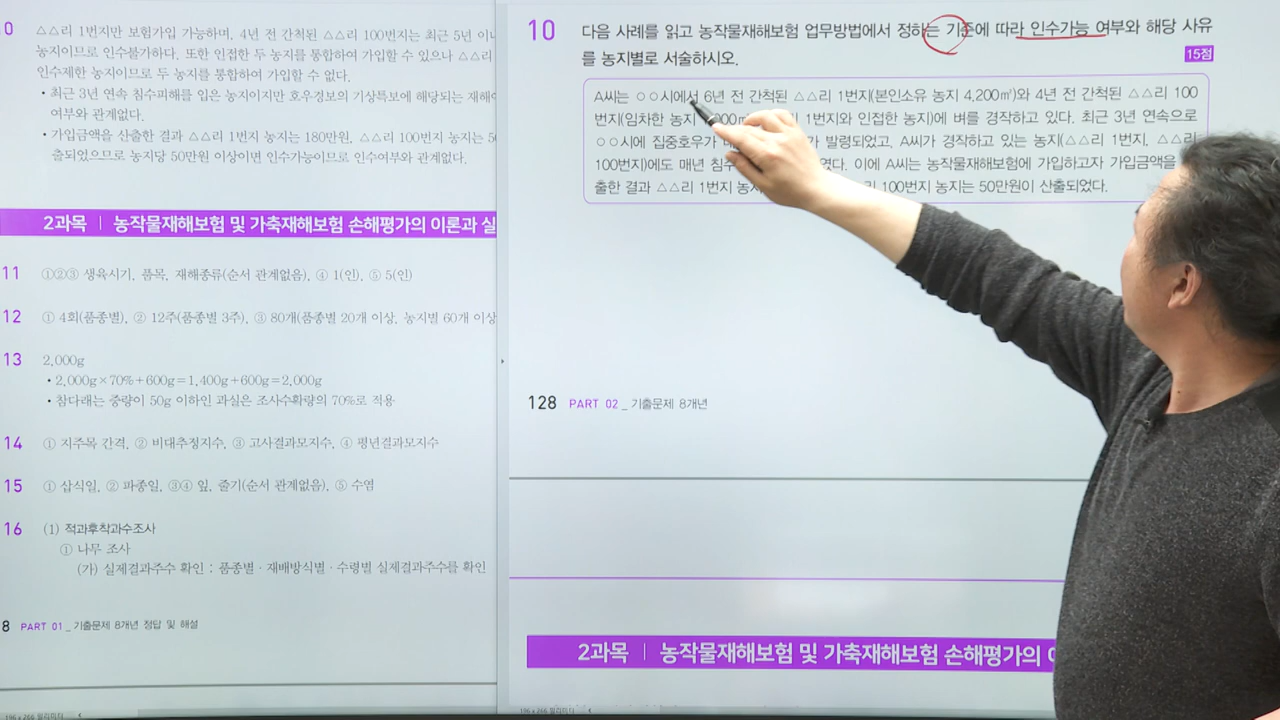 0 △△리 1번지만 보험가입 가능하며, 4년 전 간척된 △△리 100번지는 최근 5년 이내
농지이므로 인수불가하다. 또한 인접한 두 농지를 통합하여 가입할 수 있으나 △△리
인수제한 농지이므로 두 농지를 통합하여 가입할 수 없다.
• 최근 3년 연속 침수피해를 입은 농지이지만 호우경보의 기상특보에 해당되는 재해이
여부와 관계없다.
• 가입금액을 산출한 결과 △△리 1번지 농지는 180만원, △△리 100번지 농지는 50
출되었으므로 농지당 50만원 이상이면 인수가능이므로 인수여부와 관계없다.
2과목 | 농작물재해보험 및 가축재해보험 손해평가의 이론과 실
11 ①②③ 생육시기, 품목, 재해종류(순서 관계없음), ④ 1(인), ⑤ 5(인)
12 ① 4회(품종별), ② 12주(품종별 3주), ③ 80개(품종별 20개 이상, 농지별 60개 이상
13 2,000g
• 2,000g×70%+600g=1,400g+600g=2,000g
• 참다래는 중량이 50g 이하인 과실은 조사수확량의 70%로 적용
14 ① 지주목 간격, ② 비대추정지수, ③ 고사결과모지수, ④ 평년결과모지수
15 ① 삽식일, ② 파종일, ③④ 잎, 줄기(순서 관계없음), ⑤ 수염
16 (1) 적과후착과수조사
① 나무 조사
(가) 실제결과주수 확인 : 품종별 · 재배방식별 · 수령별 실제결과주수를 확인
8 PART 01 _ 기출문제 8개년 정답 및 해설
10 다음 사례를 읽고 농작물재해보험 업무방법에서 정하는 기준에 따라 인수가능 여부와 해당 사유
를 농지별로 서술하시오. 15점
A씨는 ○○시에서 6년 전 간척된 △△리 1번지(본인소유 농지 4,200㎡)와 4년 전 간척된 △△리 100
번지(임차한 농지 1번지와 인접한 농지)에 벼를 경작하고 있다. 최근 3년 연속으로
○○시에 집중호우가 발령되었고, A씨가 경작하고 있는 농지(△△리 1번지, △△리
100번지)에도 매년 침수 이에 A씨는 농작물재해보험에 가입하고자 가입금액을
출한 결과 △△리 1번지 농지 100번지 농지는 50만원이 산출되었다.
128 PART 02 _ 기출문제 8개년
2과목 | 농작물재해보험 및 가축재해보험 손해평가의